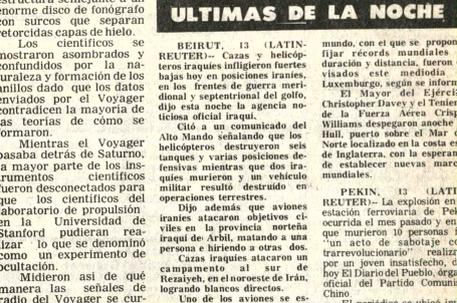 enorme disco de fonógrafo
con surcos que separan
retorcidas capas de hielo.
Los científicos se
mostraron asombrados y
confundidos por la na-
uraleza y formación de los
anillos dado que los datos
enviados por el Voyager
contradicen la mayoría de
las teorías de cómo se
formaron.
Mientras el Voyager
pasaba detrás de Saturno,
la mayor parte de los ins-
rumentos científicos
fueron desconectados para
que los científicos del
laboratorio de propulsión
en la Universidad de
Stanford pudieran rea-
lizar lo que se denominó
como un experimento de
ocultación.
Midieron así de qué
manera las señales de
radio del Voyager se cur-
ULTIMAS DE LA NOCHE
BEIRUT, 13 (LATIN-
REUTER)-- Cazas y helicóp-
teros iraquíes infligieron fuertes
bajas hoy en posiciones iraníes,
en los frentes de guerra meri-
dional y septentrional del golfo,
dijo esta noche la agencia no-
ticiosa oficial iraquí.
Citó a un comunicado del
Alto Mando señalando que los
helicópteros destruyeron seis
tanques y varias posiciones de-
fensivas mientras que dos ira-
quíes murieron y un vehículo
militar resultó destruído en
operaciones terrestres.
Dijo además que aviones
iraníes atacaron objetivos ci-
viles en la provincia norteña
iraquí de Arbil, matando a una
persona e hiriendo a otras dos.
Cazas iraquíes atacaron un
campamento al sur de
Rezaiyeh, en el noroeste de Irán,
logrando blancos directos.
Uno de los aviones se es-
mundo, con el que se propon
fijar récords mundiales
duración y distancia, fueron
visados este mediodía
Luxemburgo, según se inform
El Mayor del Ejérci
Christopher Davey y el Tenien
de la Fuerza Aérea Crisp
Williams despegaron anoche
Hull, puerto sobre el Mar
Norte localizado en la costa es
de Inglaterra, con la esperan
de establecer nuevos marc
mundiales.
PEKIN, 13 (LATI
REUTER)-- La explosión en
estación ferroviaria de Pek
ocurrida el mes pasado y en
que murieron 10 personas
"un acto de sabotaje co
trarrevolucionario" realiz
por un joven insatisfecho, d
hoy El Diario del Pueblo, órga
oficial del Partido Comunis
Chino.